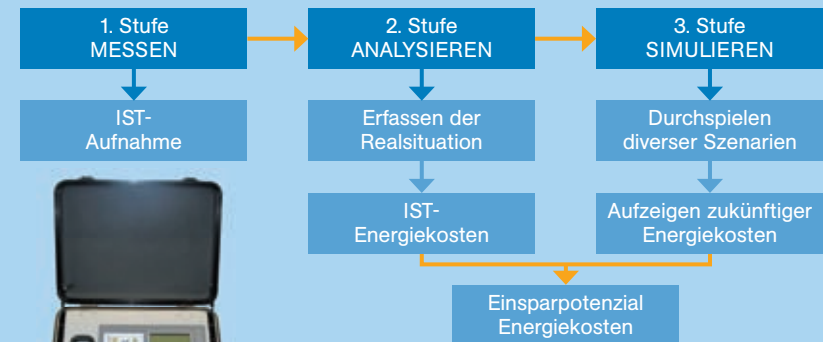 1. Stufe
MESSEN
2. Stufe
ANALYSIEREN
3. Stufe
SIMULIEREN
IST-
Aufnahme
Erfassen der
Realsituation
Durchspielen
diverser Szenarien
IST-
Energiekosten
Aufzeigen zukünftiger
Energiekosten
Einsparpotenzial
Energiekosten